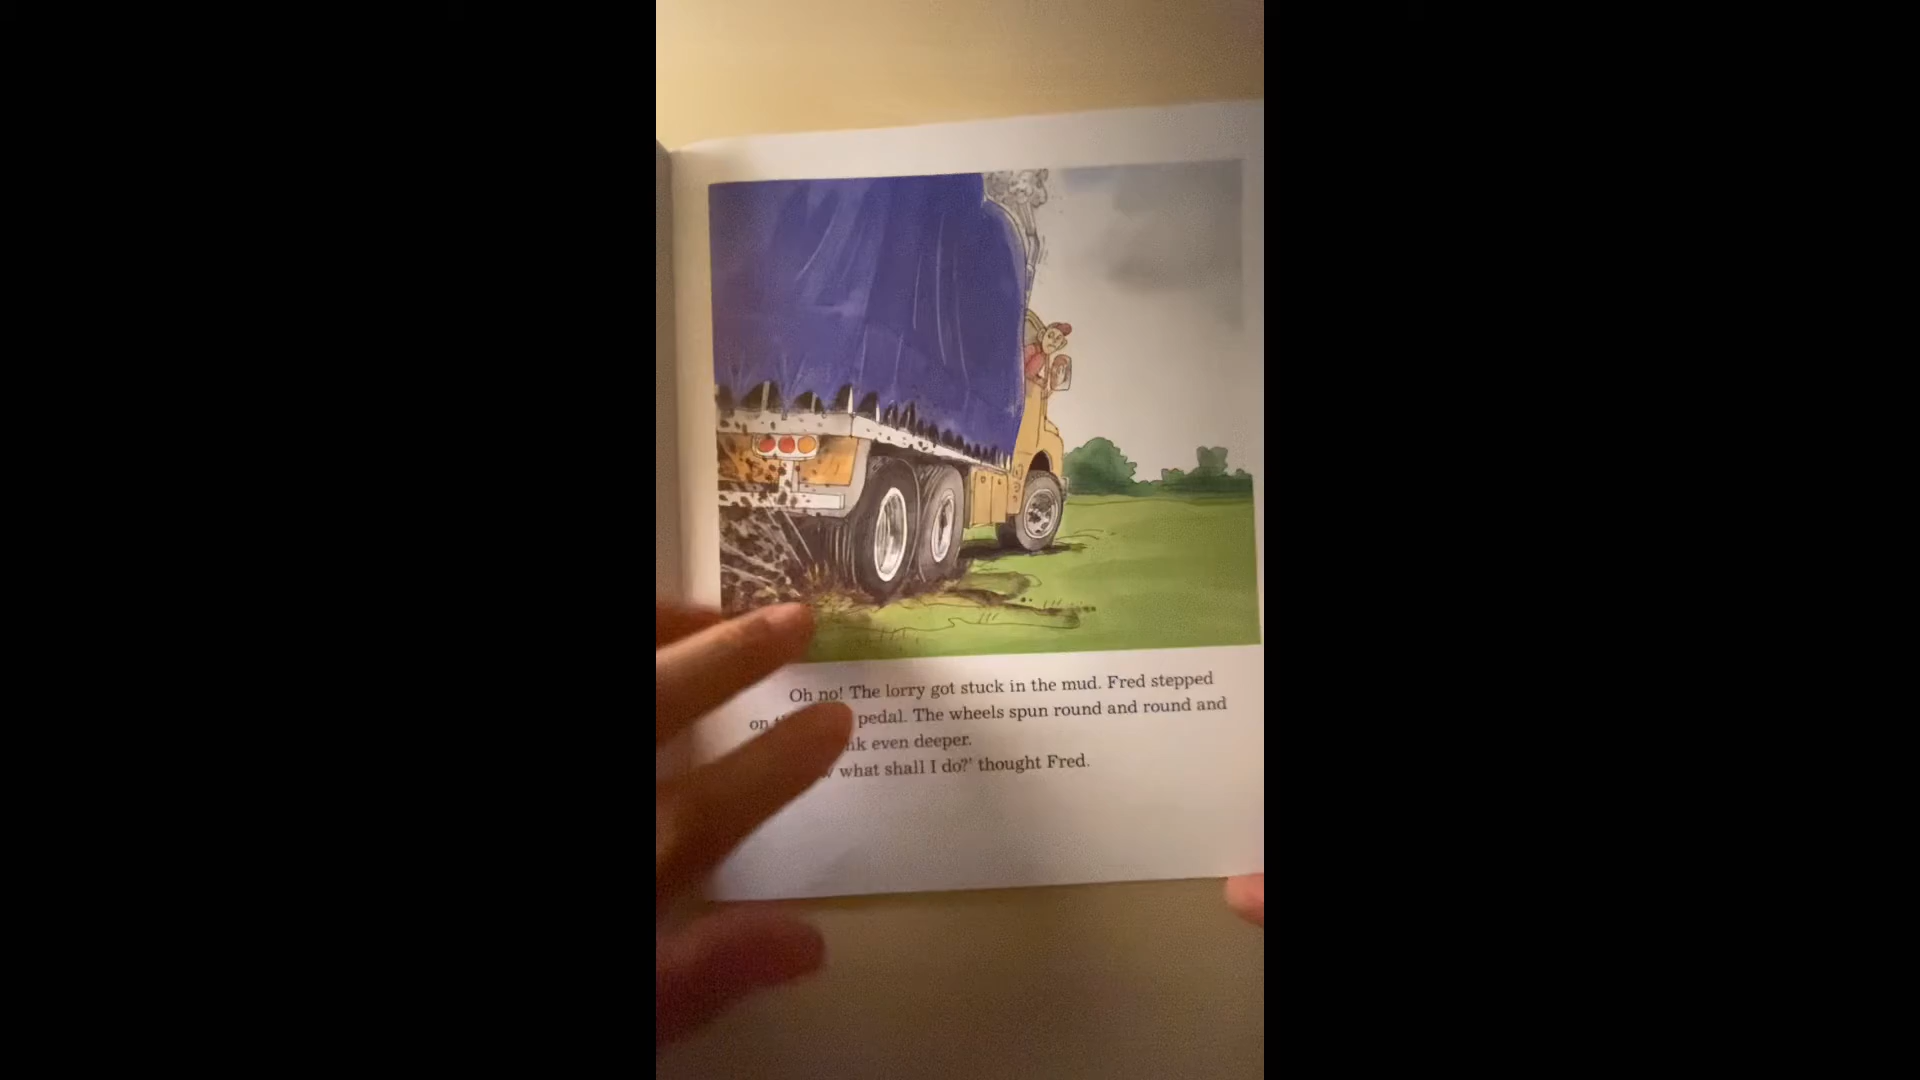 Oh no! The lorry got stuck in the mud. Fred stepped
on pedal. The wheels spun round and round and
even deeper.
what shall I do?' thought Fred.